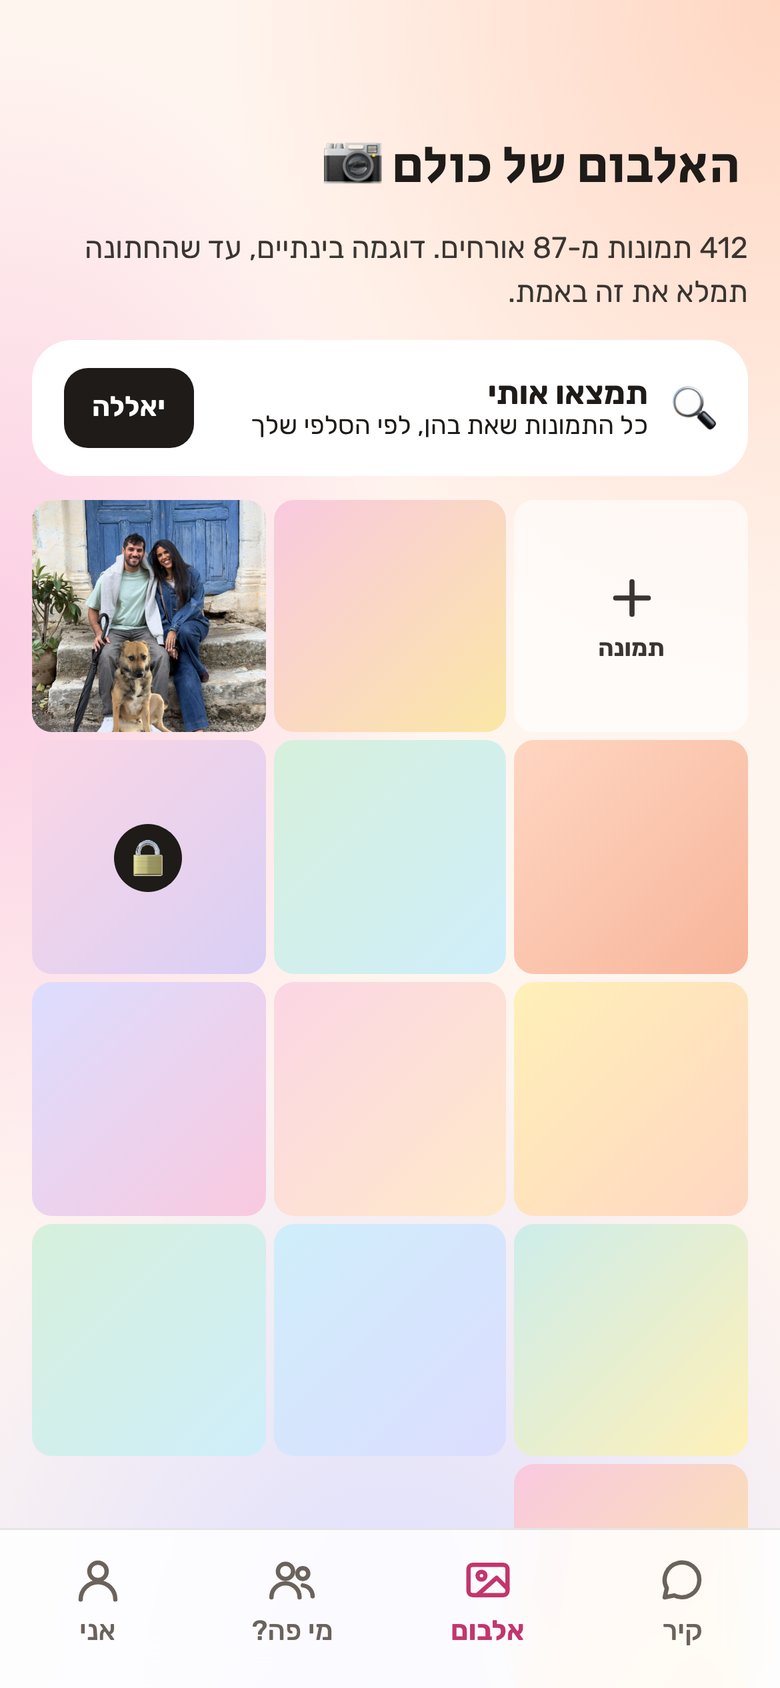 האלבום של כולם
412 תמונות מ-87 אורחים. דוגמה בינתיים, עד שהחתונה
תמלא את זה באמת.
תמצאו אותי
כל התמונות שאת בהן, לפי הסלפי שלך
יאללה
תמונה
קיר
אלבום
מי פה?
אני